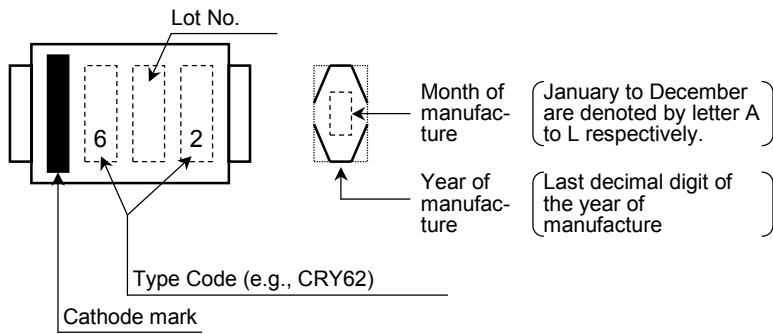 Lot No.
6
2
Month of
manufac-
ture
January to December
are denoted by letter A
to L respectively.
Year of
manufac-
ture
Last decimal digit of
the year of
manufacture
Type Code (e.g., CRY62)
Cathode mark